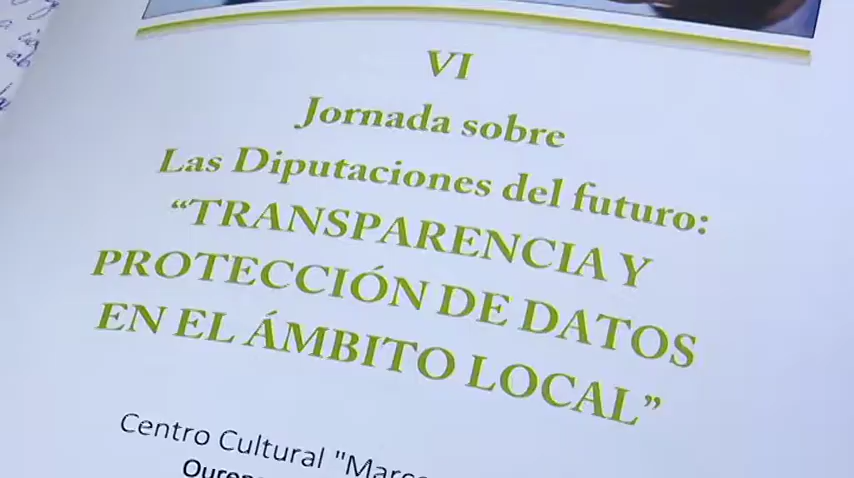 VI
Jornada sobre
Las Diputaciones del futuro:
“TRANSPARENCIA Y
PROTECCIÓN DE DATOS
EN EL ÁMBITO LOCAL”
Centro Cultural "Marc